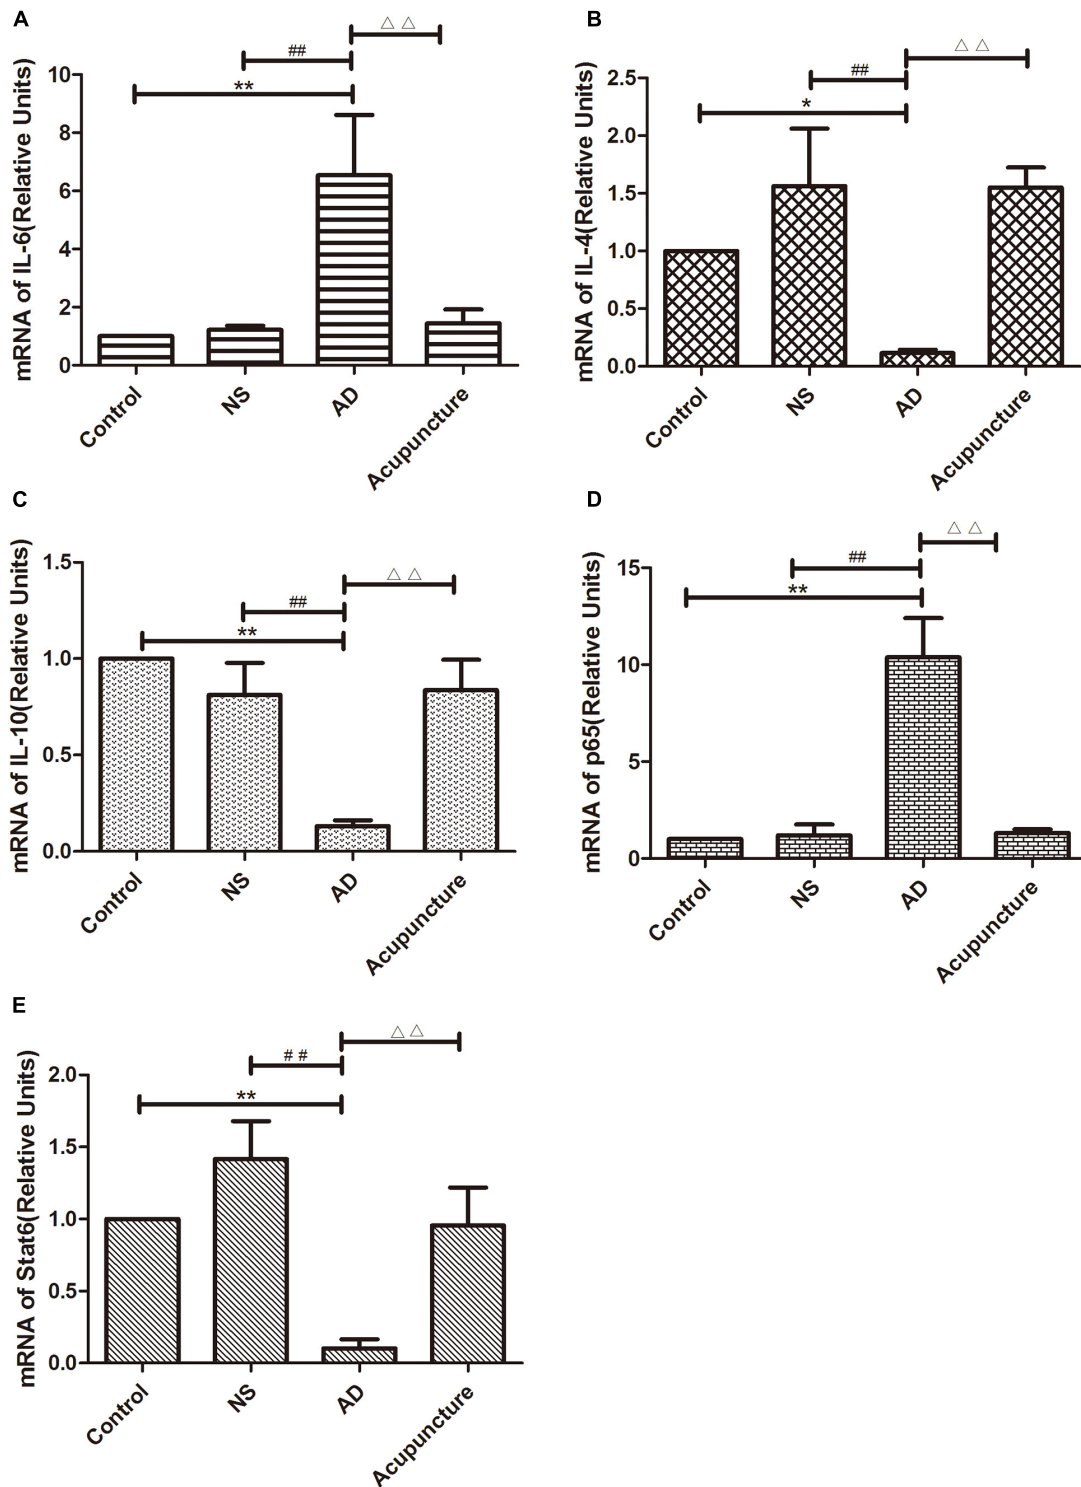 A
mRNA of IL-6(Relative Units)
10
8
6
4
2
0
△ △
##
**
Control
NS
AD
Acupuncture
B
mRNA of IL-4(Relative Units)
2.5
2.0
1.5
1.0
0.5
0.0
△ △
##
*
Control
NS
AD
Acupuncture
C
mRNA of IL-10(Relative Units)
1.5
1.0
0.5
0.0
△ △
##
**
Control
NS
AD
Acupuncture
D
mRNA of p65(Relative Units)
15
10
5
0
△ △
##
**
Control
NS
AD
Acupuncture
E
mRNA of Stat6(Relative Units)
2.0
1.5
1.0
0.5
0.0
△ △
# #
**
Control
NS
AD
Acupuncture